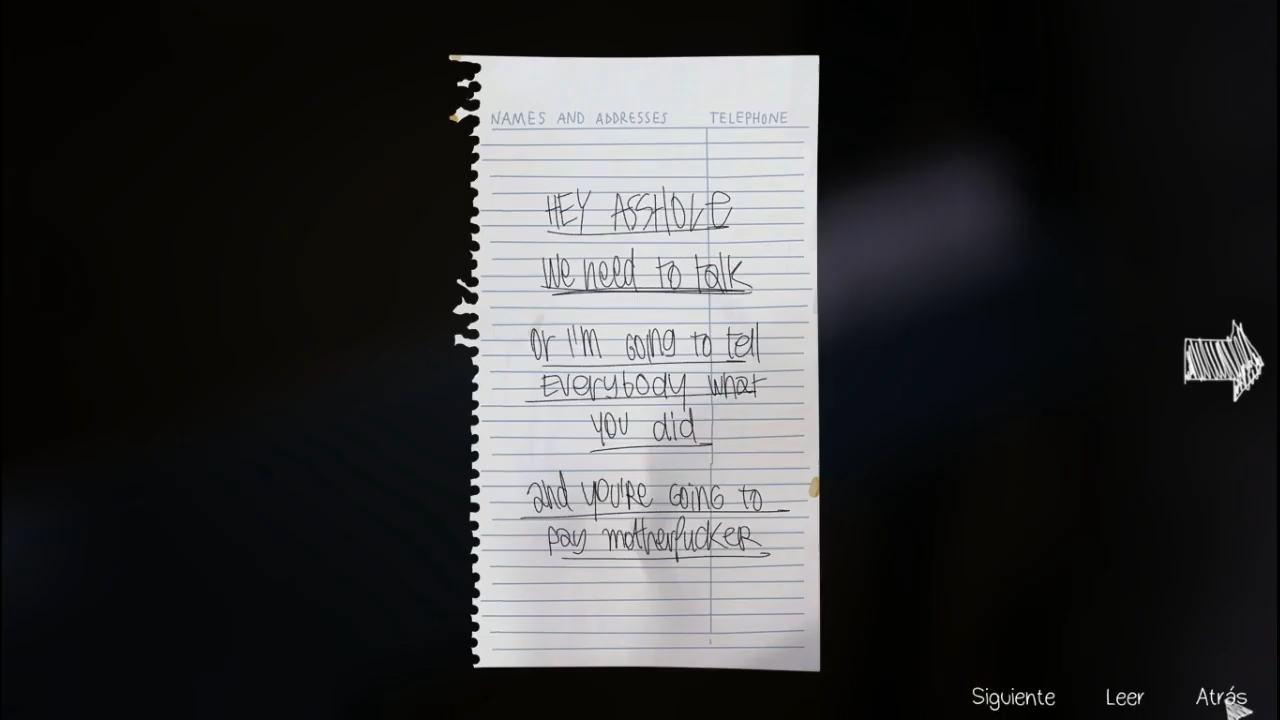 NAMES AND ADDRESSES TELEPHONE
HEY ASSHOLE
We need to talk
Or I'm going to tell
Everybody what
you did
and you're going to
pay motherfucker
Siguiente Leer Atrás